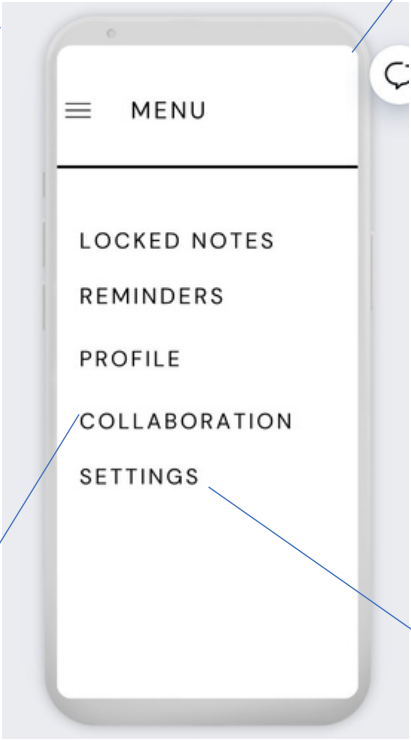 MENU
LOCKED NOTES
REMINDERS
PROFILE
COLLABORATION
SETTINGS